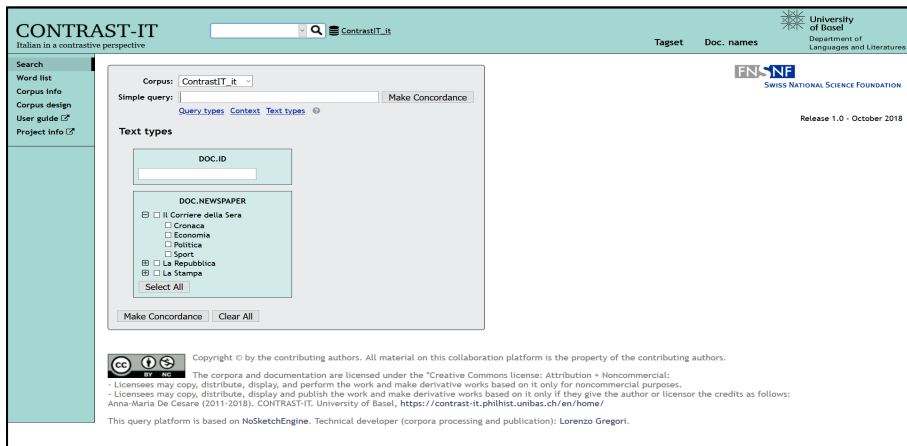 CONTRAST-IT
Italian in a contrastive perspective
ContrastIT_it
Tagset Doc. names
University
of Basel
Department of
Languages and Literatures
Search
Word list
Corpus info
Corpus design
User guide
Project info
Corpus: ContrastIT_it
Simple query: Make Concordance
Query types Context Text types
Text types
DOC.ID
DOC.NEWSPAPER
Il Corriere della Sera
Cronaca
Economia
Politica
Sport
La Repubblica
La Stampa
Select All
Make Concordance Clear All
FNSNF
SWISS NATIONAL SCIENCE FOUNDATION
Release 1.0 - October 2018
cc BY NC
Copyright © by the contributing authors. All material on this collaboration platform is the property of the contributing authors.
The corpora and documentation are licensed under the "Creative Commons license: Attribution + Noncommercial:
- Licensees may copy, distribute, display, and perform the work and make derivative works based on it only for noncommercial purposes.
- Licensees may copy, distribute, display and publish the work and make derivative works based on it only if they give the author or licensor the credits as follows:
Anna-Maria De Cesare (2011-2018). CONTRAST-IT. University of Basel, https://contrast-it.philhist.unibas.ch/en/home/
This query platform is based on NoSketchEngine. Technical developer (corpora processing and publication): Lorenzo Gregori.